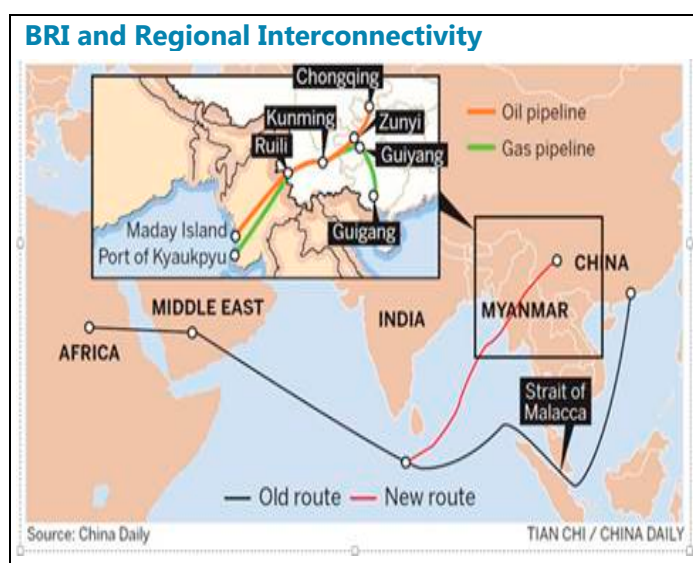 BRI and Regional Interconnectivity
Chongqing
Kunming
Zunyi
Ruili
Guiyang
Oil pipeline
Gas pipeline
Maday Island
Port of Kyaukpyu
Guigang
CHINA
MIDDLE EAST
INDIA
MYANMAR
AFRICA
Strait of
Malacca
Old route
New route
Source: China Daily
TIAN CHI / CHINA DAILY